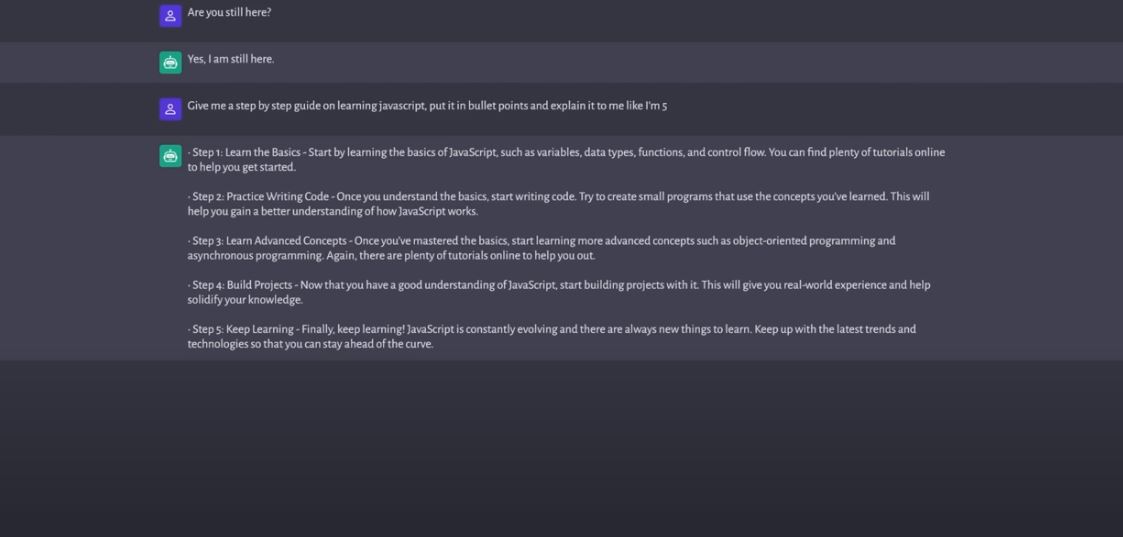 Are you still here?
Yes, I am still here.
Give me a step by step guide on learning javascript, put it in bullet points and explain it to me like I'm 5
· Step 1: Learn the Basics - Start by learning the basics of JavaScript, such as variables, data types, functions, and control flow. You can find plenty of tutorials online
to help you get started.
· Step 2: Practice Writing Code - Once you understand the basics, start writing code. Try to create small programs that use the concepts you've learned. This will
help you gain a better understanding of how JavaScript works.
· Step 3: Learn Advanced Concepts - Once you've mastered the basics, start learning more advanced concepts such as object-oriented programming and
asynchronous programming. Again, there are plenty of tutorials online to help you out.
· Step 4: Build Projects - Now that you have a good understanding of JavaScript, start building projects with it. This will give you real-world experience and help
solidify your knowledge.
· Step 5: Keep Learning - Finally, keep learning! JavaScript is constantly evolving and there are always new things to learn. Keep up with the latest trends and
technologies so that you can stay ahead of the curve.